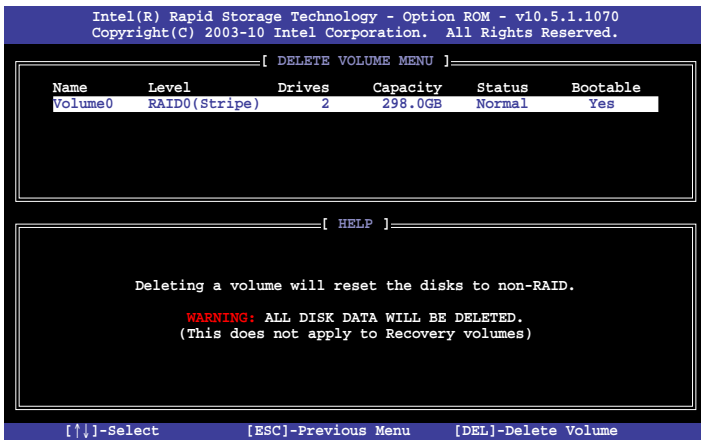 Intel(R) Rapid Storage Technology - Option ROM - v10.5.1.1070
Copyright(C) 2003-10 Intel Corporation. All Rights Reserved.
[ DELETE VOLUME MENU ]
Name Level Drives Capacity Status Bootable
Volume0 RAID0(Stripe) 2 298.0GB Normal Yes
[ HELP ]
Deleting a volume will reset the disks to non-RAID.
WARNING: ALL DISK DATA WILL BE DELETED.
(This does not apply to Recovery volumes)
[↑↓]-Select [ESC]-Previous Menu [DEL]-Delete Volume